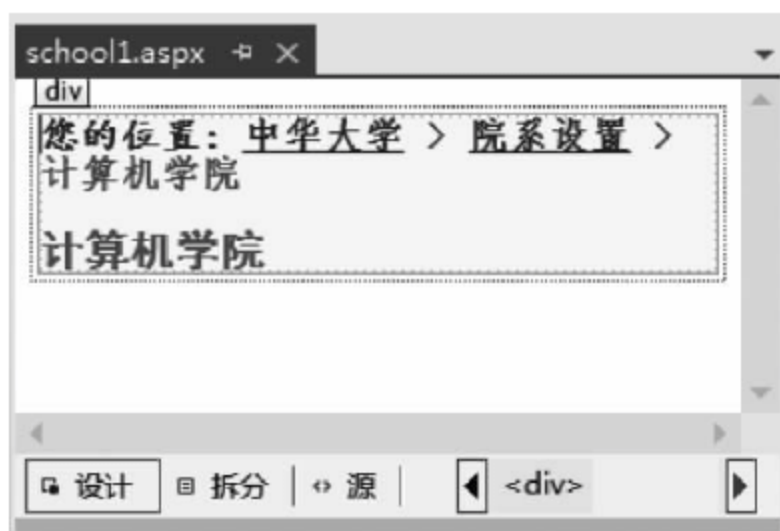 school1.aspx
div
您的位置：中华大学 > 院系设置 >
计算机学院
计算机学院
设计 拆分 源 <div>